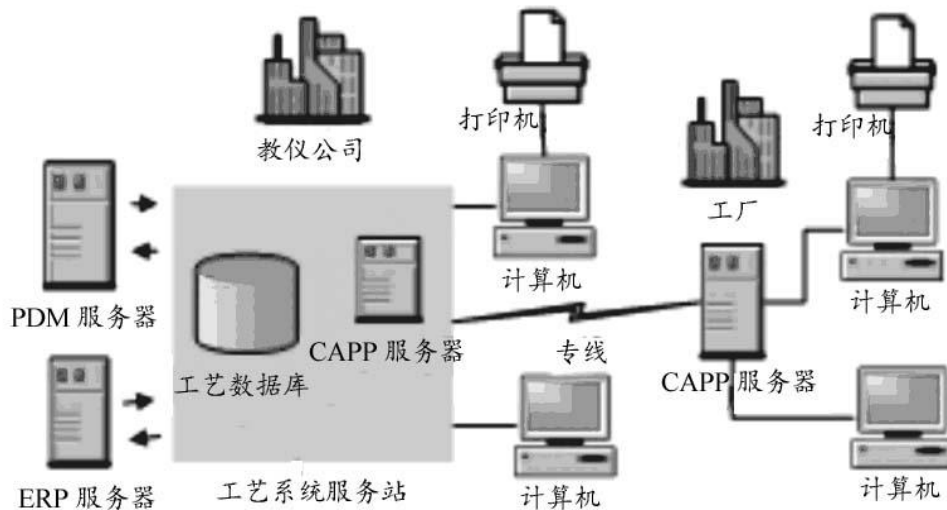 打印机
教仪公司
打印机
工厂
计算机
计算机
PDM 服务器
CAPP 服务器
专线
工艺数据库
CAPP 服务器
ERP 服务器
工艺系统服务站
计算机
计算机